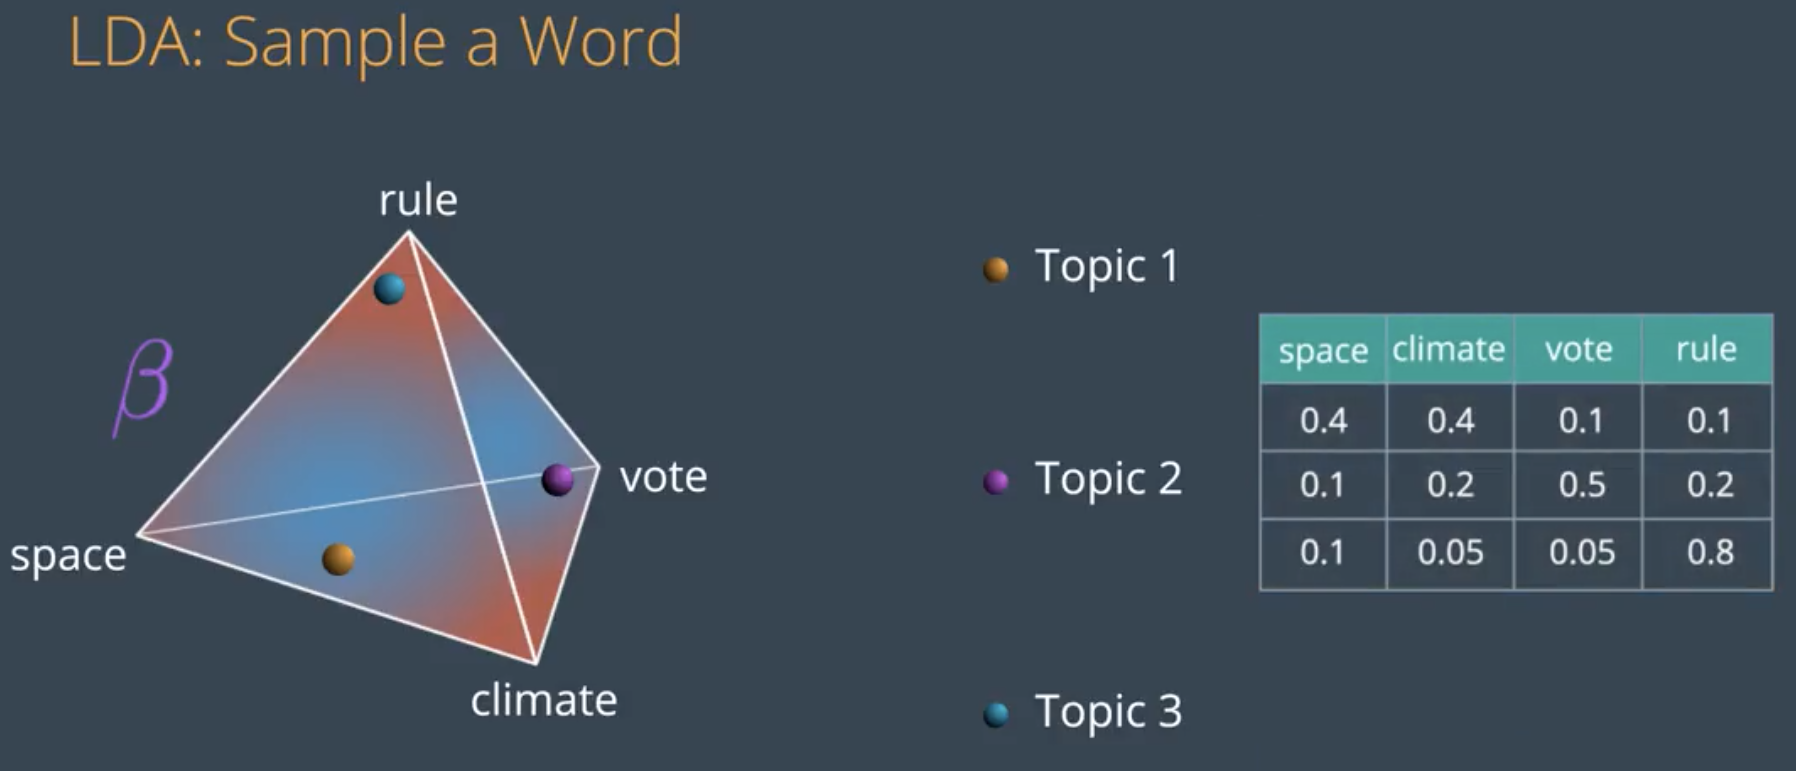 LDA: Sample a Word
rule
β
vote
space
climate
Topic 1
Topic 2
Topic 3
space climate vote rule
0.4 0.4 0.1 0.1
0.1 0.2 0.5 0.2
0.1 0.05 0.05 0.8